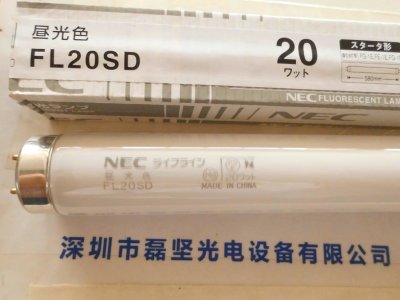 昼光色
FL20SD
20
ワット
スタータ形
580mm
NEC FLUORESCENT LAM
NEC ライフライン
昼光色
FL20SD
20ワット
MADE IN CHINA
深圳市磊坚光电设备有限公司